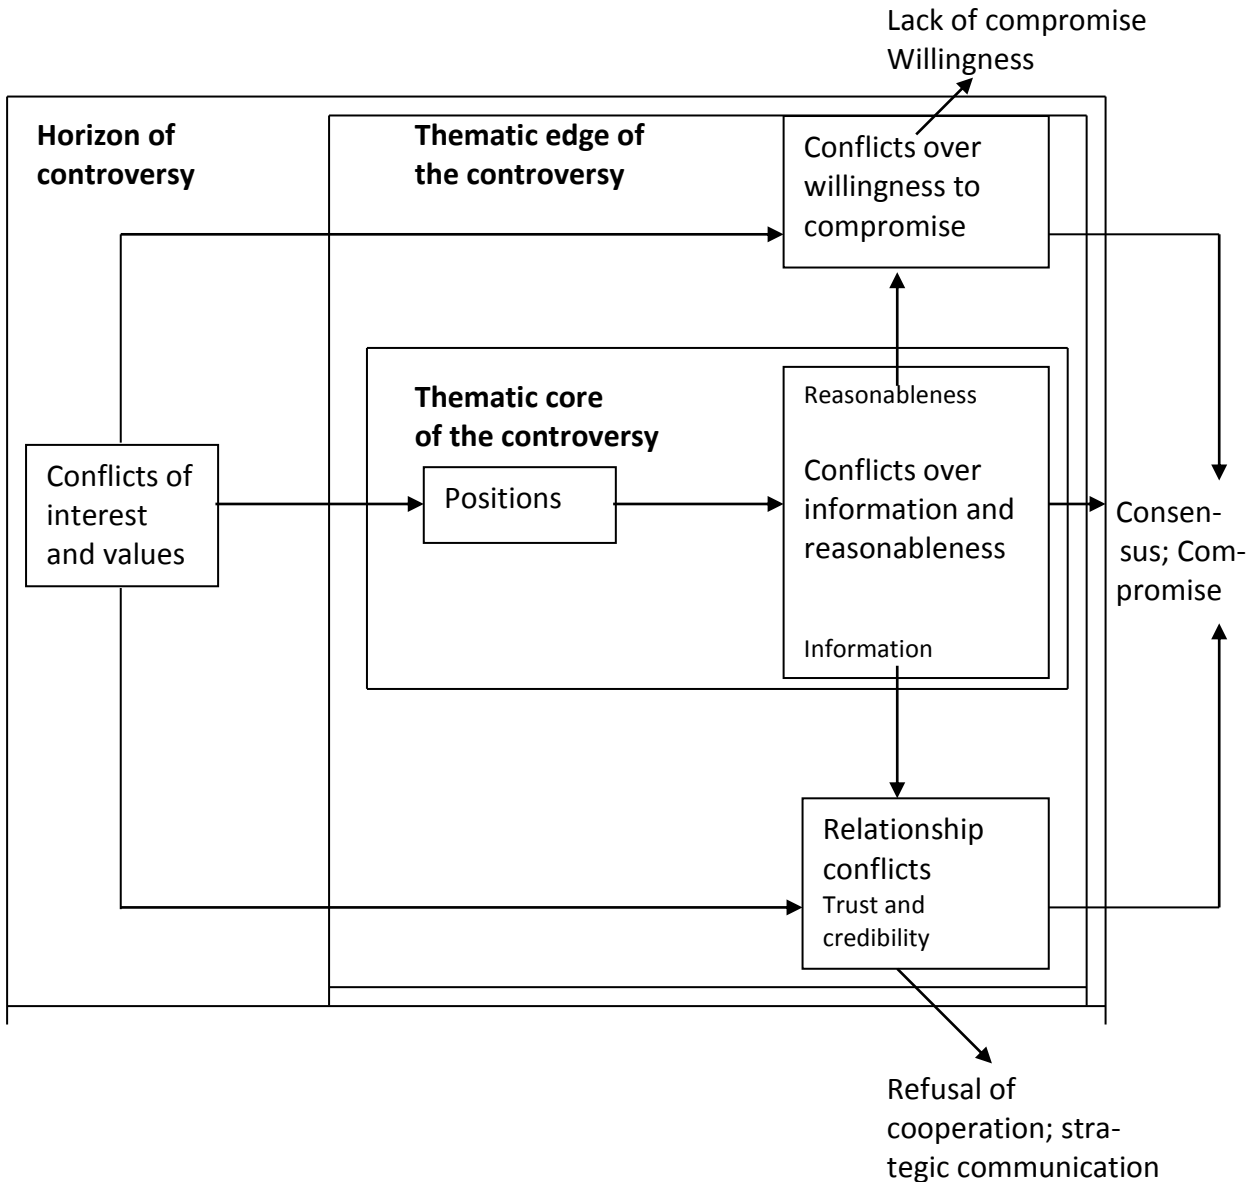 Lack of compromise
Willingness
Horizon of
controversy
Thematic edge of
the controversy
Conflicts over
willingness to
compromise
Thematic core
of the controversy
Reasonableness
Conflicts of
interest
and values
Positions
Conflicts over
information and
reasonableness
Consen-
sus; Com-
promise
Information
Relationship
conflicts
Trust and
credibility
Refusal of
cooperation; stra-
tegic communication